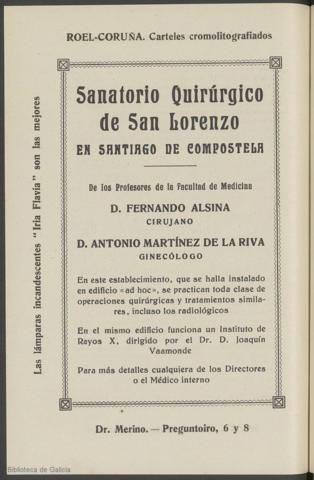 ROEL-CORUÑA. Carteles cromolitografiados
Las lámparas incandescentes "Iria Flavia" son las mejores
Sanatorio Quirúrgico
de San Lorenzo
EN SANTIAGO DE COMPOSTELA
De los Profesores de la Facultad de Medicina
D. FERNANDO ALSINA
CIRUJANO
D. ANTONIO MARTÍNEZ DE LA RIVA
GINECÓLOGO
En este establecimiento, que se halla instalado
en edificio «ad hoc», se practican toda clase de
operaciones quirúrgicas y tratamientos simila-
res, incluso los radiológicos
En el mismo edificio funciona un Instituto de
Rayos X, dirigido por el Dr. D. Joaquín
Vaamonde
Para más detalles cualquiera de los Directores
o el Médico interno
Dr. Merino.—Preguntoiro, 6 y 8
Biblioteca de Galicia